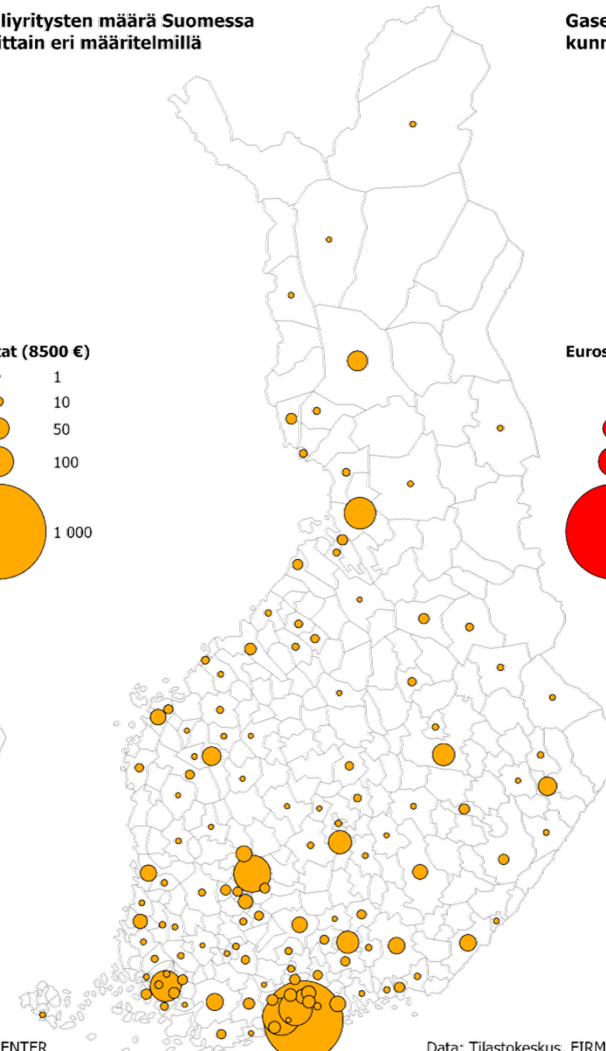 liyritysten määrä Suomessa
ittain eri määritelmillä
Gase
kunn
tat (8500 €)
1
10
50
100
1 000
Euros
ENTER
Data: Tilastokeskus, FIRM